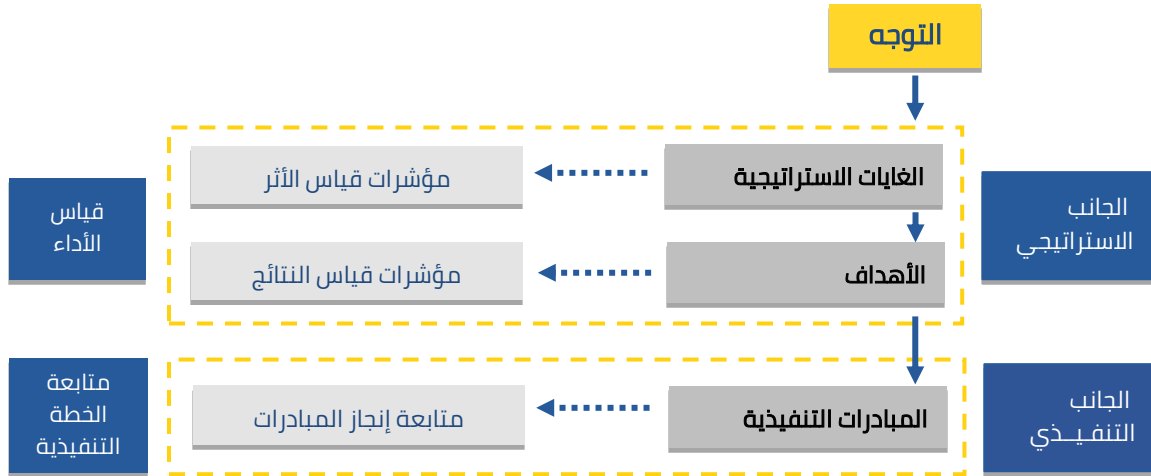 التوجه
الجانب
الاستراتيجي
الغايات الاستراتيجية
مؤشرات قياس الأثر
الأهداف
مؤشرات قياس النتائج
قياس
الأداء
الجانب
التنفـيــذي
المبادرات التنفيذية
متابعة إنجاز المبادرات
متابعة
الخطة
التنفيذية